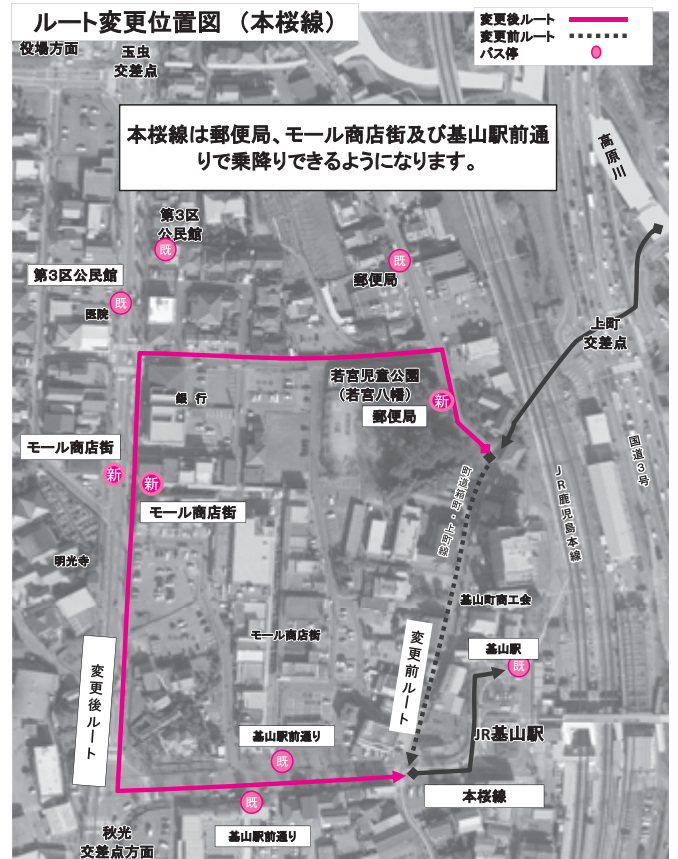 ルート変更位置図 （本桜線）
変更後ルート
変更前ルート
バス停
役場方面
玉虫
交差点
本桜線は郵便局、モール商店街及び基山駅前通
りで乗降りできるようになります。
高原川
第3区
公民館
既
第3区公民館
既
医院
既
郵便局
上町
交差点
若宮児童公園
（若宮八幡）
新
郵便局
銀 行
モール商店街
新
新
モール商店街
町道箱町・上町線
JR鹿児島本線
国道3号
明光寺
基山町商工会
モール商店街
変更後ルート
変更前ルート
基山駅
既
JR基山駅
基山駅前通り
既
本桜線
既
基山駅前通り
秋光
交差点方面